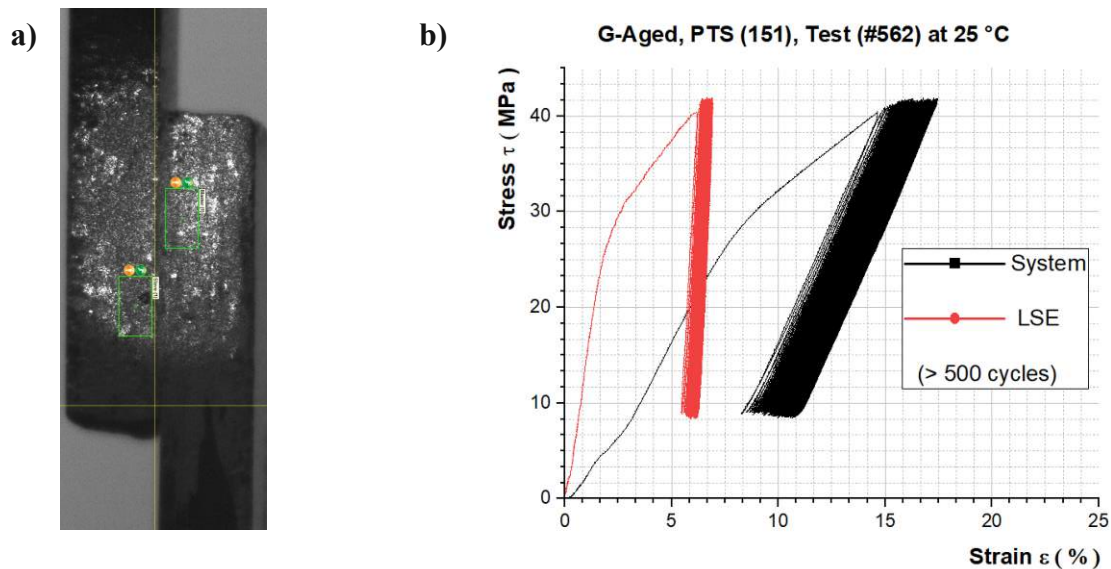 a)
b)
G-Aged, PTS (151), Test (#562) at 25 °C
Stress τ ( MPa)
40
30
20
10
0
0 5 10 15 20 25
Strain ε ( % )
System
LSE
(> 500 cycles)